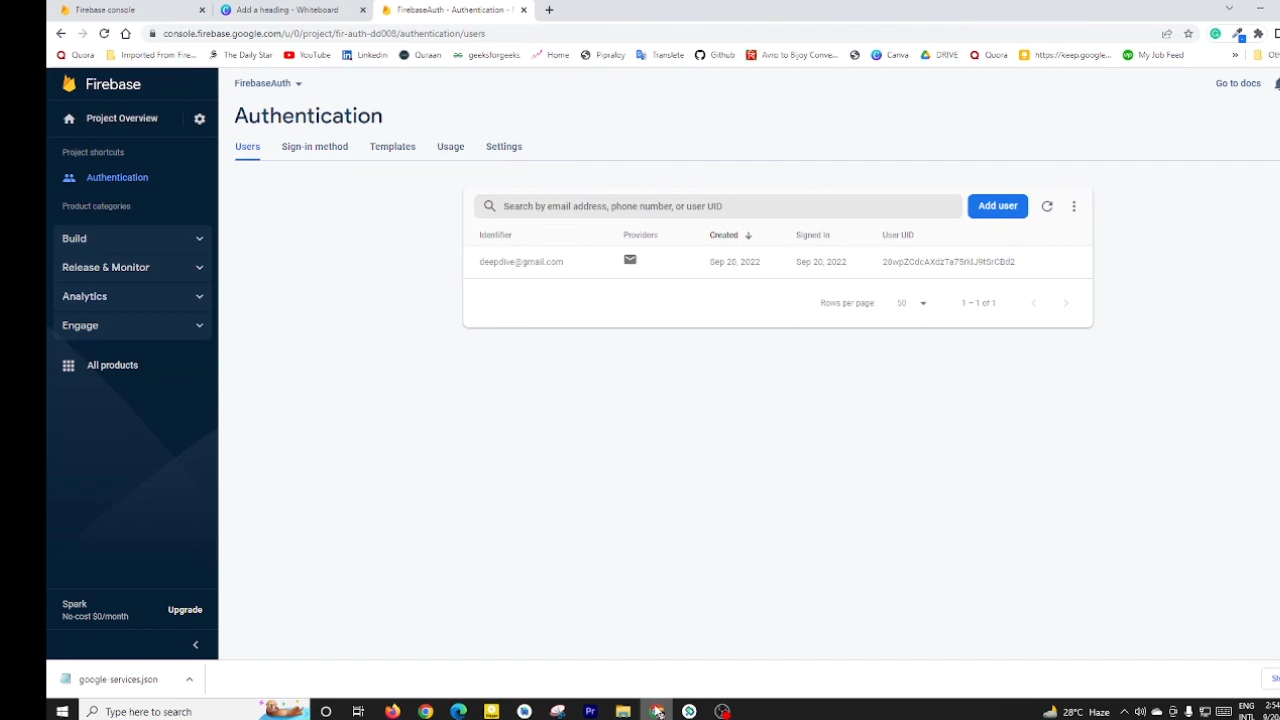 Firebase console
Add a heading - Whiteboard
FirebaseAuth - Authentication -
console.firebase.google.com/u/0/project/fir-auth-dd008/authentication/users
Quora
Imported From Fire...
The Daily Star
YouTube
Linkedin
Quraan
geeksforgeeks
Time
Pipraloy
Translate
Github
Avro to Bijoy Conve...
Canva
DRIVE
Quora
https://keep.google...
My Job Feed
»
Firebase
FirebaseAuth
Go to docs
Project Overview
Authentication
Project shortcuts
Users
Sign-in method
Templates
Usage
Settings
Authentication
Product categories
Build
Release & Monitor
Analytics
Engage
All products
Search by email address, phone number, or user UID
Add user
Identifier
Providers
Created
Signed In
User UID
deepdive@gmail.com
Sep 20, 2022
Sep 20, 2022
Rows per page:
50
1 – 1 of 1
Spark
No-cost $0/month
Upgrade
google-services.json
Type here to search
28°C Haze
ENG